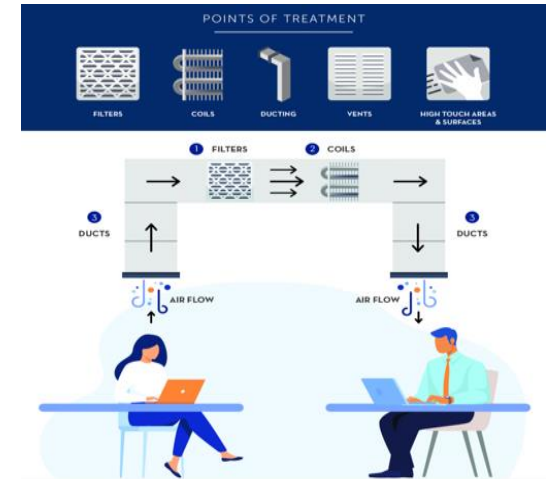 POINTS OF TREATMENT
FILTERS
COILS
DUCTING
VENTS
HIGH TOUCH AREAS
& SURFACES
1 FILTERS
2 COILS
3
DUCTS
3
DUCTS
AIR FLOW
AIR FLOW